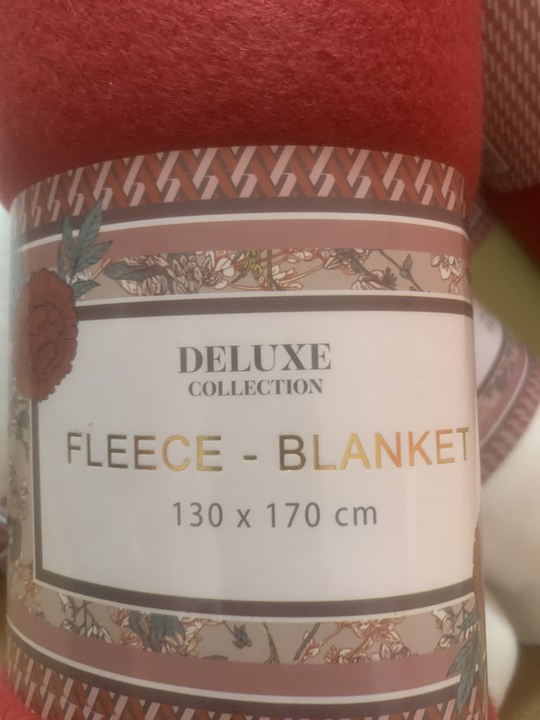 DELUXE
COLLECTION
FLEECE - BLANKET
130 x 170 cm